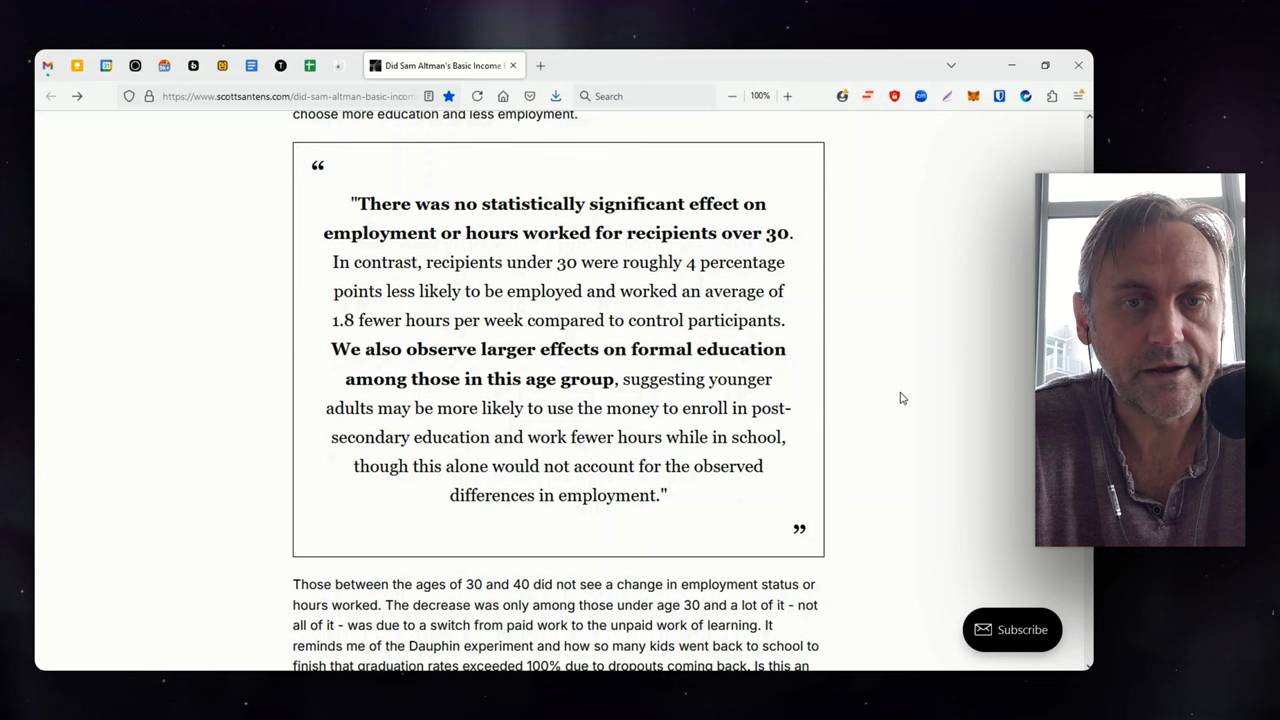 Did Sam Altman's Basic Income E
https://www.scottsantens.com/did-sam-altman-basic-incom
Search
100%
choose more education and less employment.
“
"There was no statistically significant effect on
employment or hours worked for recipients over 30.
In contrast, recipients under 30 were roughly 4 percentage
points less likely to be employed and worked an average of
1.8 fewer hours per week compared to control participants.
We also observe larger effects on formal education
among those in this age group, suggesting younger
adults may be more likely to use the money to enroll in post-
secondary education and work fewer hours while in school,
though this alone would not account for the observed
differences in employment."
”
Those between the ages of 30 and 40 did not see a change in employment status or
hours worked. The decrease was only among those under age 30 and a lot of it - not
all of it - was due to a switch from paid work to the unpaid work of learning. It
reminds me of the Dauphin experiment and how so many kids went back to school to
finish that graduation rates exceeded 100% due to dropouts coming back. Is this an
Subscribe